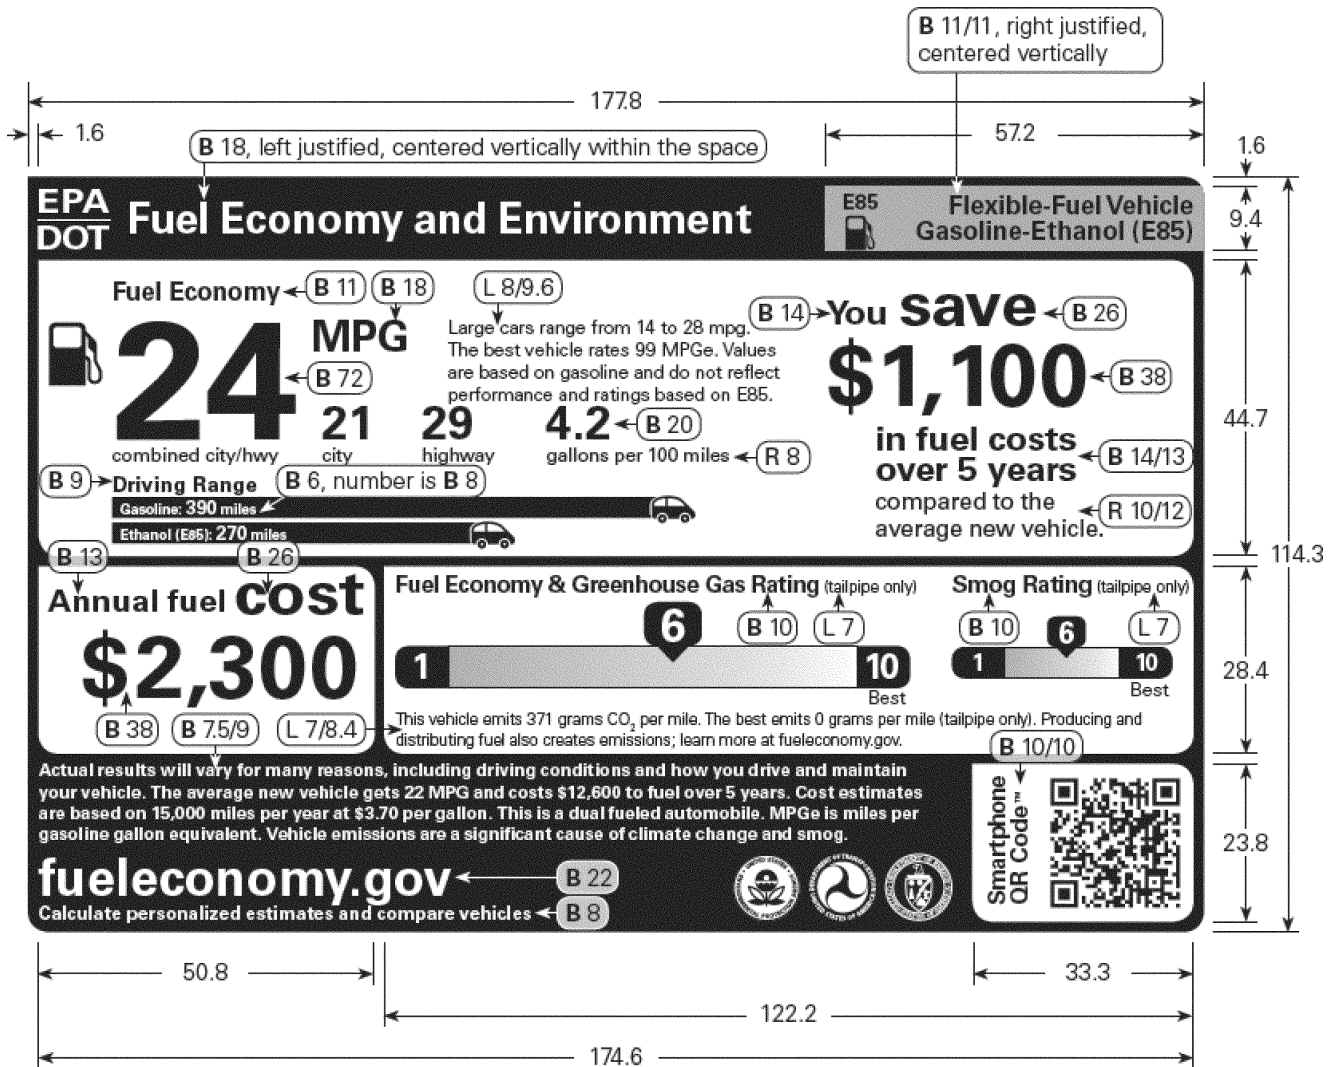 B 11/11, right justified,
centered vertically
177.8
1.6
57.2
1.6
B 18, left justified, centered vertically within the space
EPA
DOT
Fuel Economy and Environment
E85
Flexible-Fuel Vehicle
Gasoline-Ethanol (E85)
9.4
Fuel Economy
B 11
B 18
L 8/9.6
24
MPG
B 72
Large cars range from 14 to 28 mpg.
The best vehicle rates 99 MPGe. Values
are based on gasoline and do not reflect
performance and ratings based on E85.
B 14
You save
B 26
$1,100
B 38
21
29
4.2
B 20
combined city/hwy
city
highway
gallons per 100 miles
R 8
in fuel costs
over 5 years
B 14/13
compared to the
average new vehicle.
R 10/12
44.7
B 9
Driving Range
B 6, number is B 8
Gasoline: 390 miles
Ethanol (E85): 270 miles
114.3
B 13
B 26
Annual fuel cost
$2,300
B 38
B 7.5/9
L 7/8.4
Fuel Economy & Greenhouse Gas Rating (tailpipe only)
6
B 10
L 7
1
10
Best
Smog Rating (tailpipe only)
B 10
6
L 7
1
10
Best
28.4
This vehicle emits 371 grams CO2 per mile. The best emits 0 grams per mile (tailpipe only). Producing and
distributing fuel also creates emissions; learn more at fueleconomy.gov.
B 10/10
Actual results will vary for many reasons, including driving conditions and how you drive and maintain
your vehicle. The average new vehicle gets 22 MPG and costs $12,600 to fuel over 5 years. Cost estimates
are based on 15,000 miles per year at $3.70 per gallon. This is a dual fueled automobile. MPGe is miles per
gasoline gallon equivalent. Vehicle emissions are a significant cause of climate change and smog.
fueleconomy.gov
B 22
Calculate personalized estimates and compare vehicles
B 8
Smartphone
QR Code™
23.8
50.8
33.3
122.2
174.6